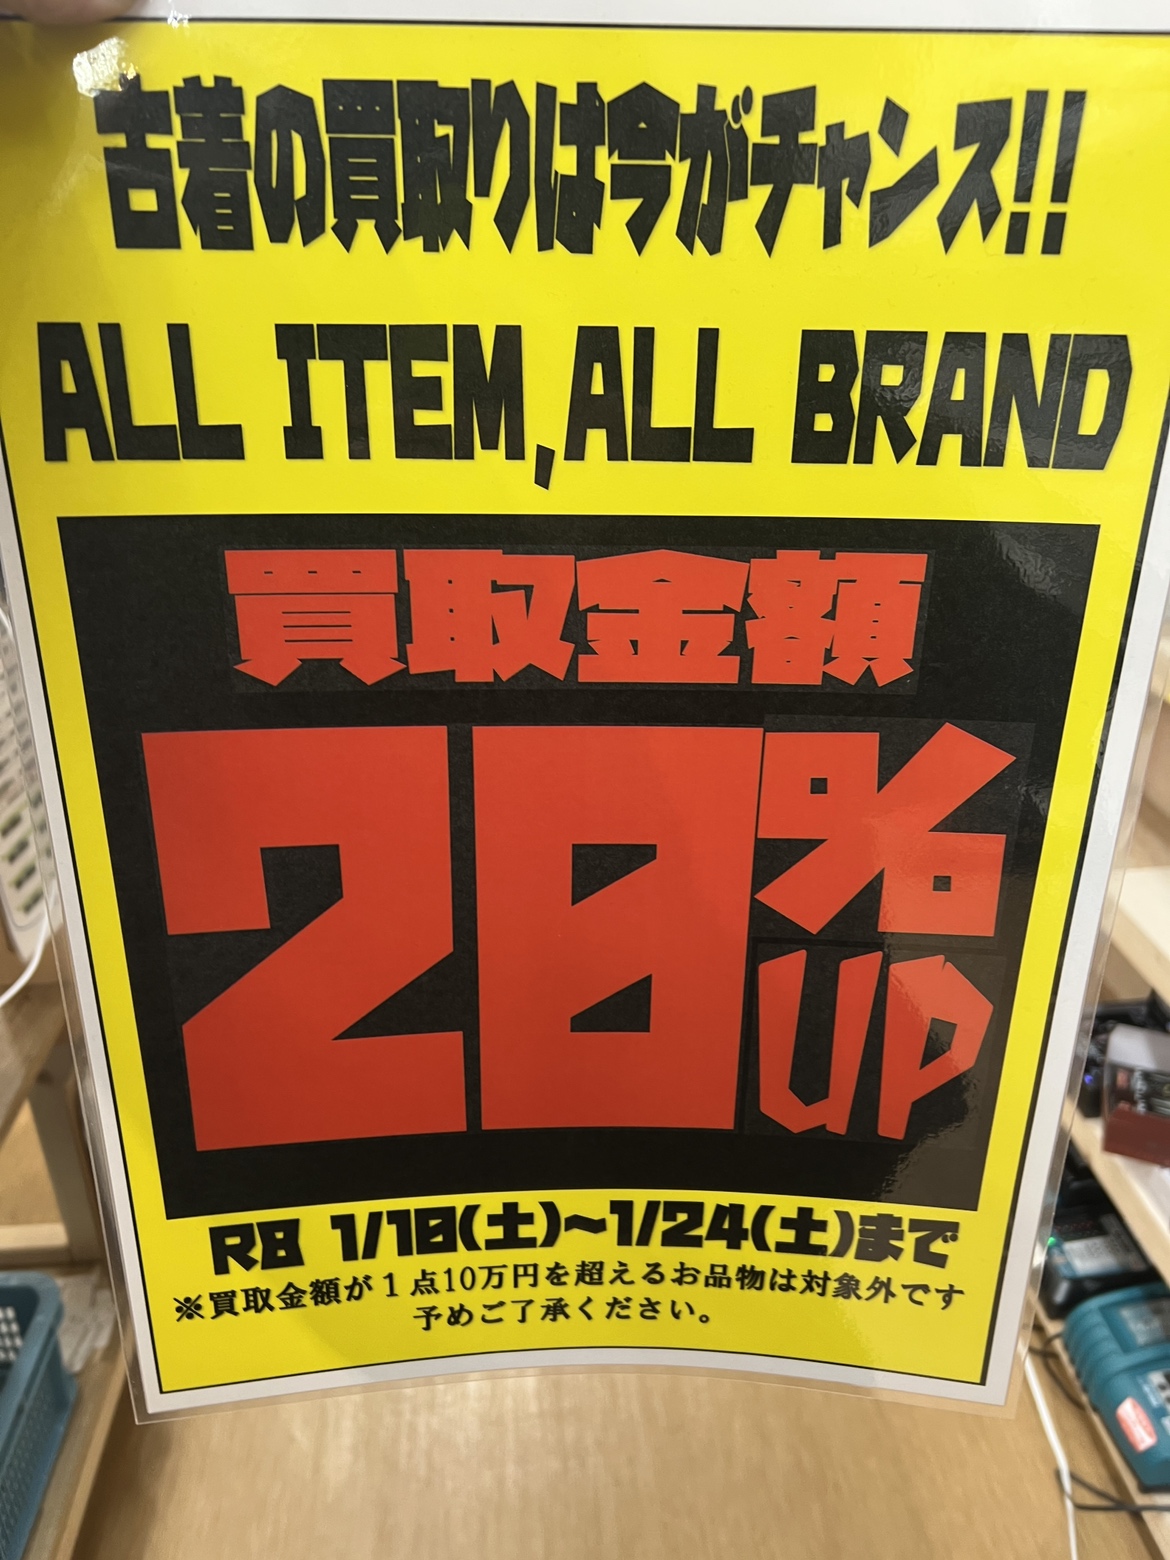 古着の買取りは今がチャンス!!
ALL ITEM,ALL BRAND
買取金額
20%
UP
R8 1/10(土)~1/24(土)まで
※買取金額が1点10万円を超えるお品物は対象外です
予めご了承ください。